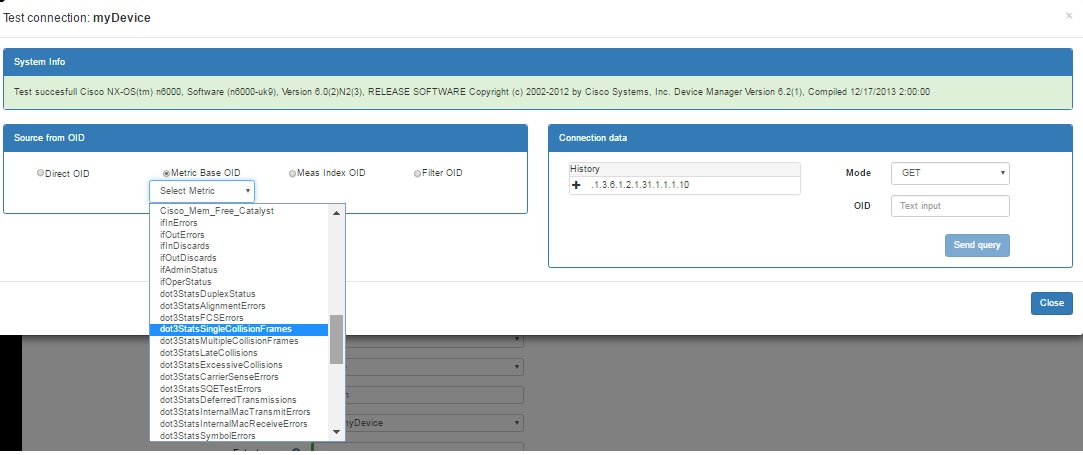 Test connection: myDevice
×
System Info
Test succesfull Cisco NX-OS(tm) n6000, Software (n6000-uk9), Version 6.0(2)N2(3), RELEASE SOFTWARE Copyright (c) 2002-2012 by Cisco Systems, Inc. Device Manager Version 6.2(1), Compiled 12/17/2013 2:00:00
Source from OID
Direct OID
Metric Base OID
Meas Index OID
Filter OID
Select Metric
Cisco_Mem_Free_Catalyst
ifInErrors
ifOutErrors
ifInDiscards
ifOutDiscards
ifAdminStatus
ifOperStatus
dot3StatsDuplexStatus
dot3StatsAlignmentErrors
dot3StatsFCSErrors
dot3StatsSingleCollisionFrames
dot3StatsMultipleCollisionFrames
dot3StatsLateCollisions
dot3StatsExcessiveCollisions
dot3StatsCarrierSenseErrors
dot3StatsSQETestErrors
dot3StatsDeferredTransmissions
dot3StatsInternalMacTransmitErrors
dot3StatsInternalMacReceiveErrors
dot3StatsSymbolErrors
Connection data
History
.1.3.6.1.2.1.31.1.1.1.10
Mode
GET
OID
Text input
Send query
Close
yDevice